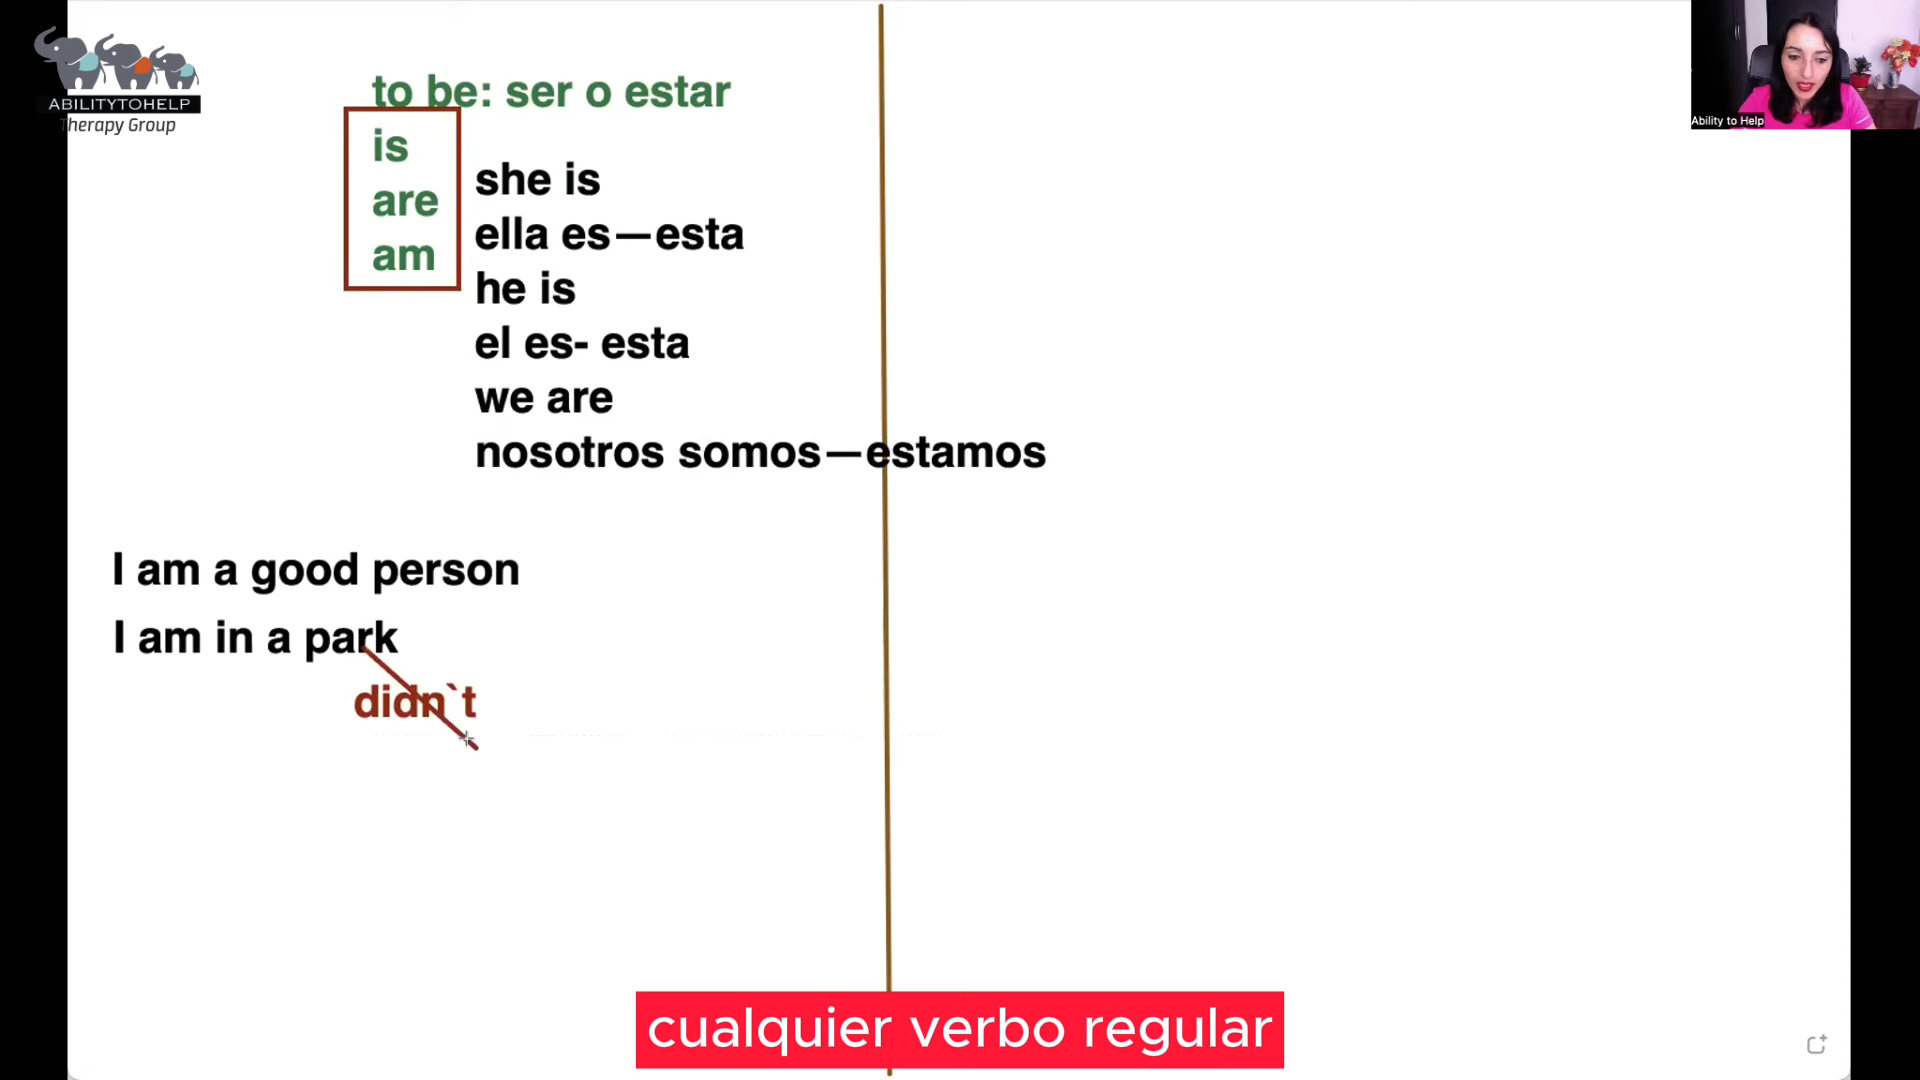 ABILITYTOHELP
Therapy Group
to be: ser o estar
is
are
am
she is
ella es—esta
he is
el es- esta
we are
nosotros somos—estamos
I am a good person
I am in a park
didn`t
cualquier verbo regular
Ability to Help